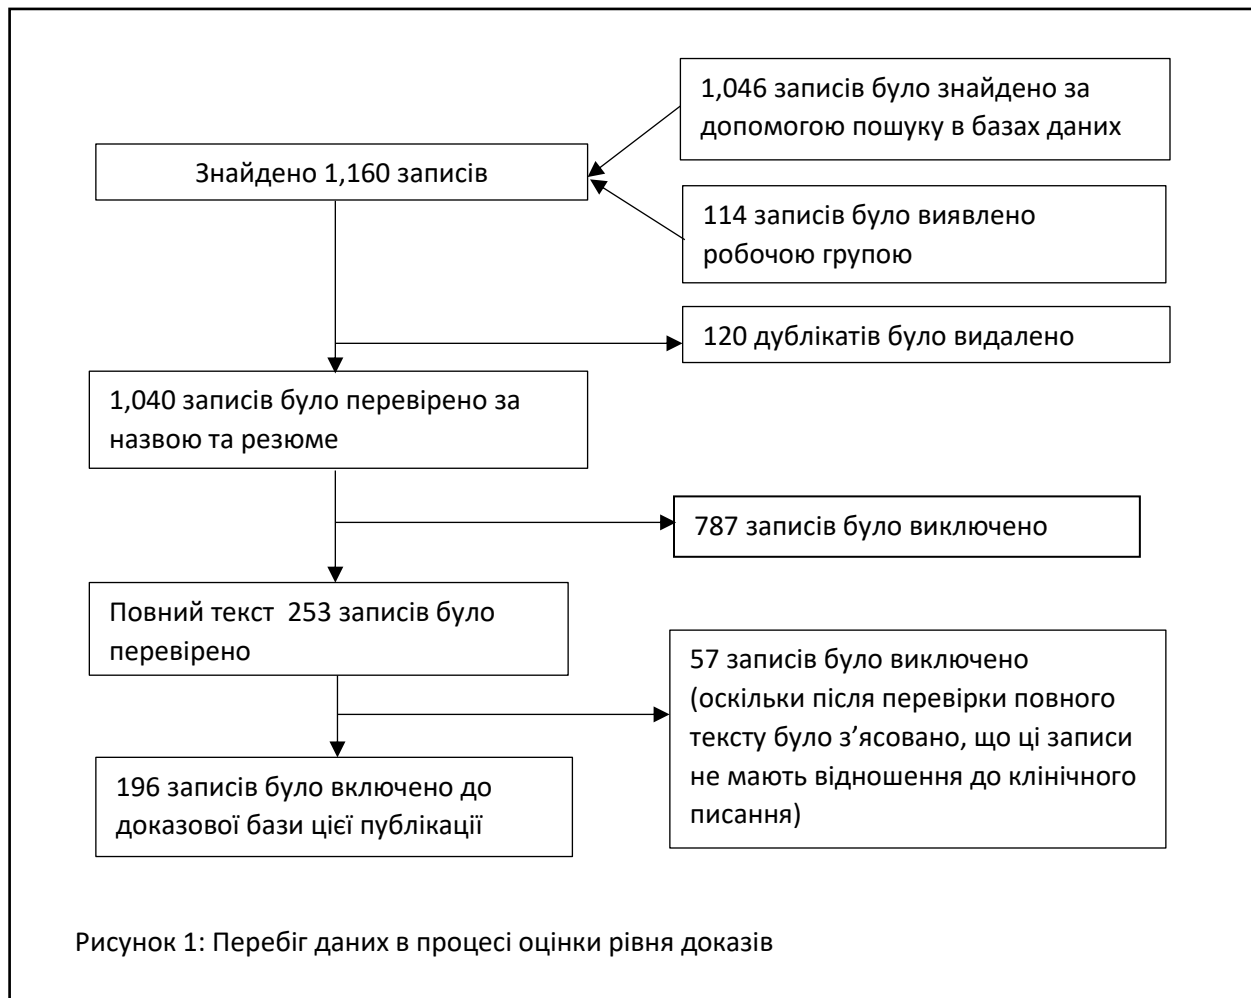 1,046 записів було знайдено за
допомогою пошуку в базах даних
Знайдено 1,160 записів
114 записів було виявлено
робочою групою
120 дублікатів було видалено
1,040 записів було перевірено за
назвою та резюме
787 записів було виключено
Повний текст  253 записів було
перевірено
57 записів було виключено
(оскільки після перевірки повного
тексту було з’ясовано, що ці записи
не мають відношення до клінічного
писання)
196 записів було включено до
доказової бази цієї публікації
Рисунок 1: Перебіг даних в процесі оцінки рівня доказів